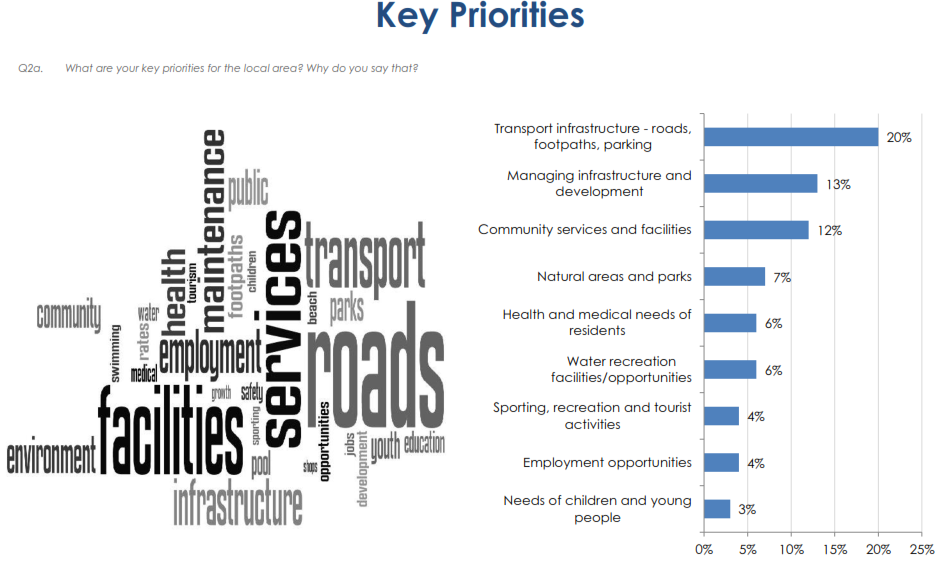 Key Priorities
Q2a. What are your key priorities for the local area? Why do you say that?
maintenance
public
services
transport
footpaths
children
health
tourism
beach
parks
community
water
rates
swimming
medical
employment
roads
growth
safety
facilities
sporting
opportunities
environment
pool
shops
jobs
development
youth
education
infrastructure
Transport infrastructure - roads,
footpaths, parking
20%
Managing infrastructure and
development
13%
Community services and facilities
12%
Natural areas and parks
7%
Health and medical needs of
residents
6%
Water recreation
facilities/opportunities
6%
Sporting, recreation and tourist
activities
4%
Employment opportunities
4%
Needs of children and young
people
3%
0% 5% 10% 15% 20% 25%